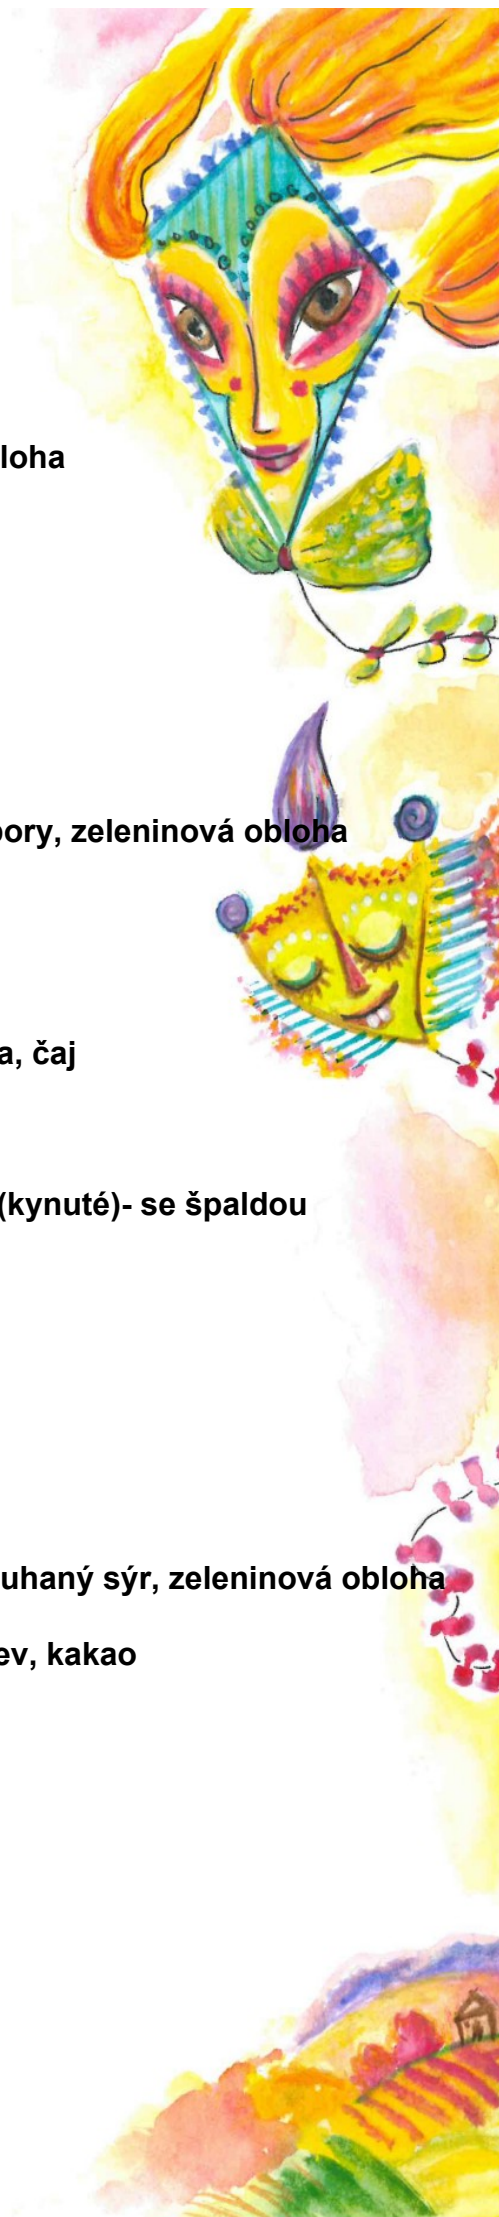 loha
pory, zeleninová obloha
a, čaj
(kynuté)- se špaldou
uhaný sýr, zeleninová obloha
ev, kakao